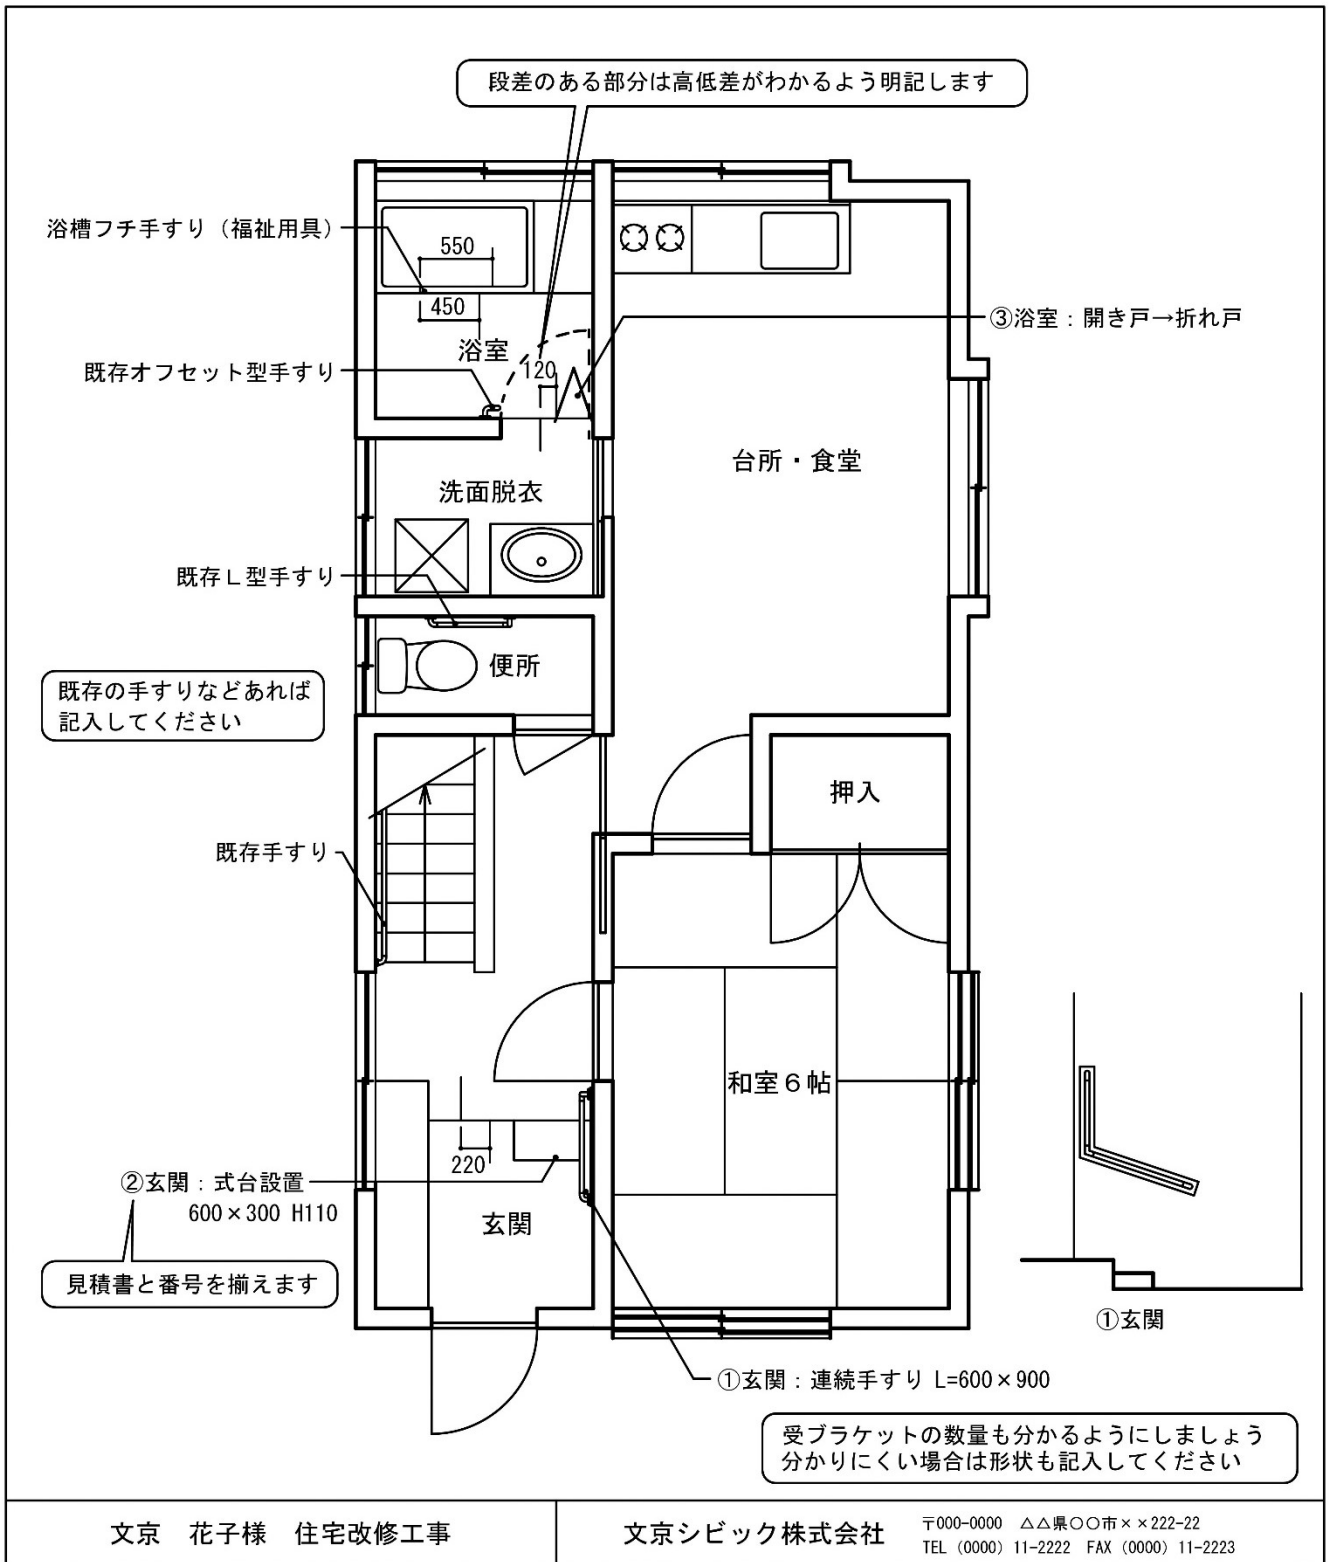 段差のある部分は高低差がわかるよう明記します
浴槽フチ手すり（福祉用具）
550
450
③浴室：開き戸→折れ戸
浴室
既存オフセット型手すり
120
台所・食堂
洗面脱衣
既存Ｌ型手すり
便所
既存の手すりなどあれば
記入してください
押入
既存手すり
和室６帖
220
②玄関：式台設置
600×300 H110
玄関
見積書と番号を揃えます
①玄関
①玄関：連続手すり L=600×900
受ブラケットの数量も分かるようにしましょう
分かりにくい場合は形状も記入してください
文京　花子様　住宅改修工事
文京シビック株式会社
〒000-0000　△△県〇〇市××222-22
TEL（0000）11-2222　FAX（0000）11-2223